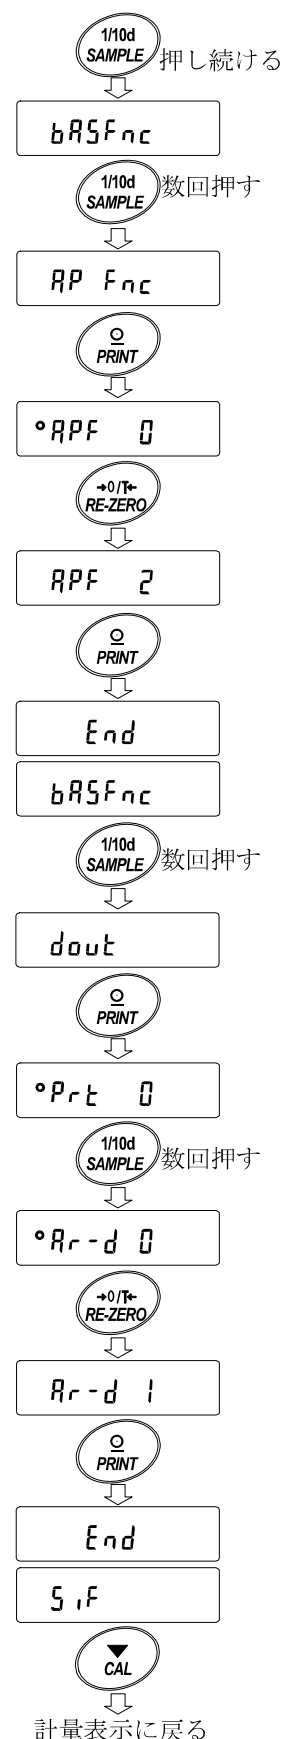 1/10d
SAMPLE 押し続ける
bASFnc
1/10d
SAMPLE 数回押す
AP Fnc
PRINT
APF 0
→0/T←
RE-ZERO
APF 2
PRINT
End
bASFnc
1/10d
SAMPLE 数回押す
dout
PRINT
Prt 0
1/10d
SAMPLE 数回押す
Ar-d 0
→0/T←
RE-ZERO
Ar-d 1
PRINT
End
SiF
CAL
計量表示に戻る